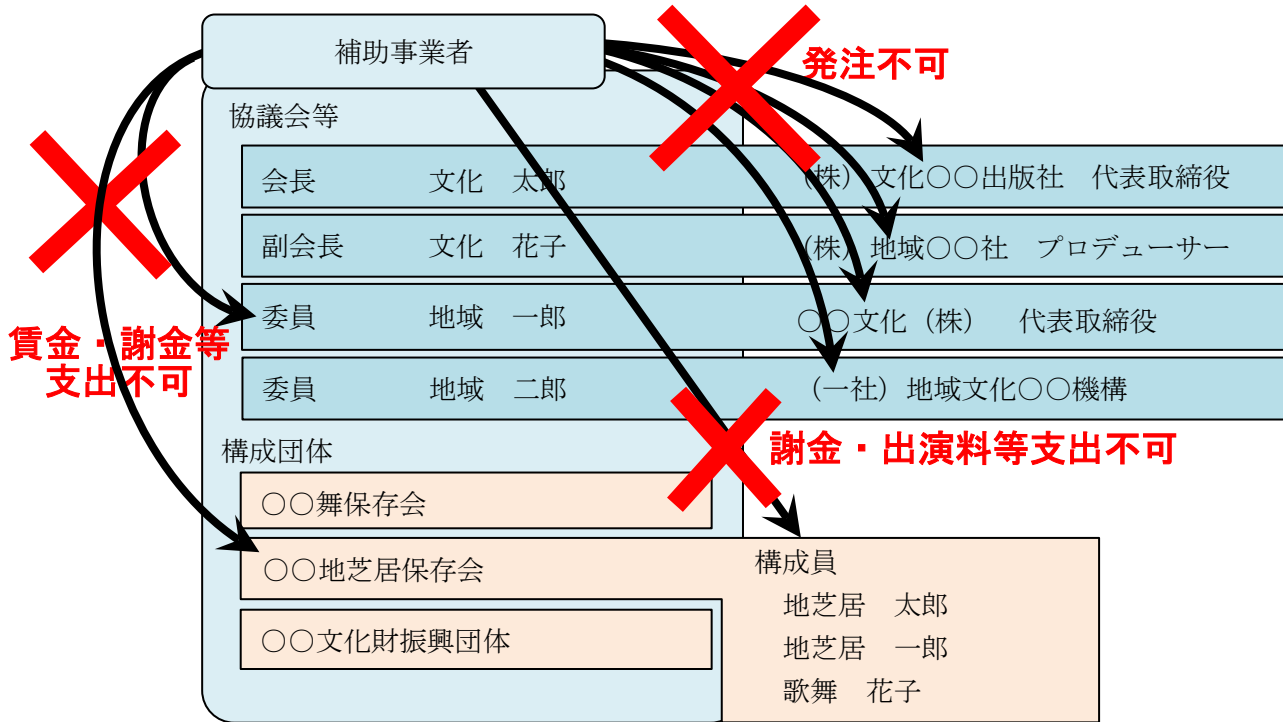 補助事業者
発注不可
協議会等
会長 文化 太郎 (株)文化○○出版社 代表取締役
副会長 文化 花子 (株)地域○○社 プロデューサー
委員 地域 一郎 ○○文化(株) 代表取締役
委員 地域 二郎 (一社)地域文化○○機構
賃金・謝金等
支出不可
謝金・出演料等支出不可
構成団体
○○舞保存会
○○地芝居保存会
○○文化財振興団体
構成員
地芝居 太郎
地芝居 一郎
歌舞 花子